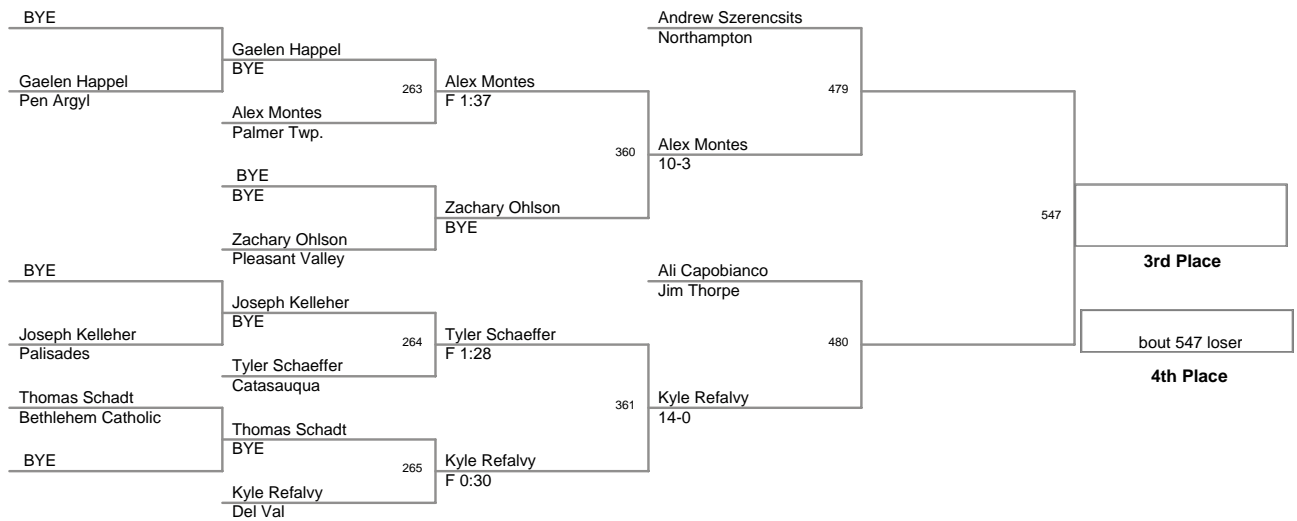 BYE
Gaelen Happel
Pen Argyl
BYE
Joseph Kelleher
Palisades
Thomas Schadt
Bethlehem Catholic
BYE
Gaelen Happel
BYE
263
Alex Montes
Palmer Twp.
BYE
BYE
Zachary Ohlson
Pleasant Valley
Joseph Kelleher
BYE
264
Tyler Schaeffer
Catasauqua
Thomas Schadt
BYE
265
Kyle Refalvy
Del Val
Alex Montes
F 1:37
360
Zachary Ohlson
BYE
Tyler Schaeffer
F 1:28
361
Kyle Refalvy
F 0:30
Andrew Szerencsits
Northampton
479
Alex Montes
10-3
Ali Capobianco
Jim Thorpe
480
Kyle Refalvy
14-0
547
3rd Place
bout 547 loser
4th Place